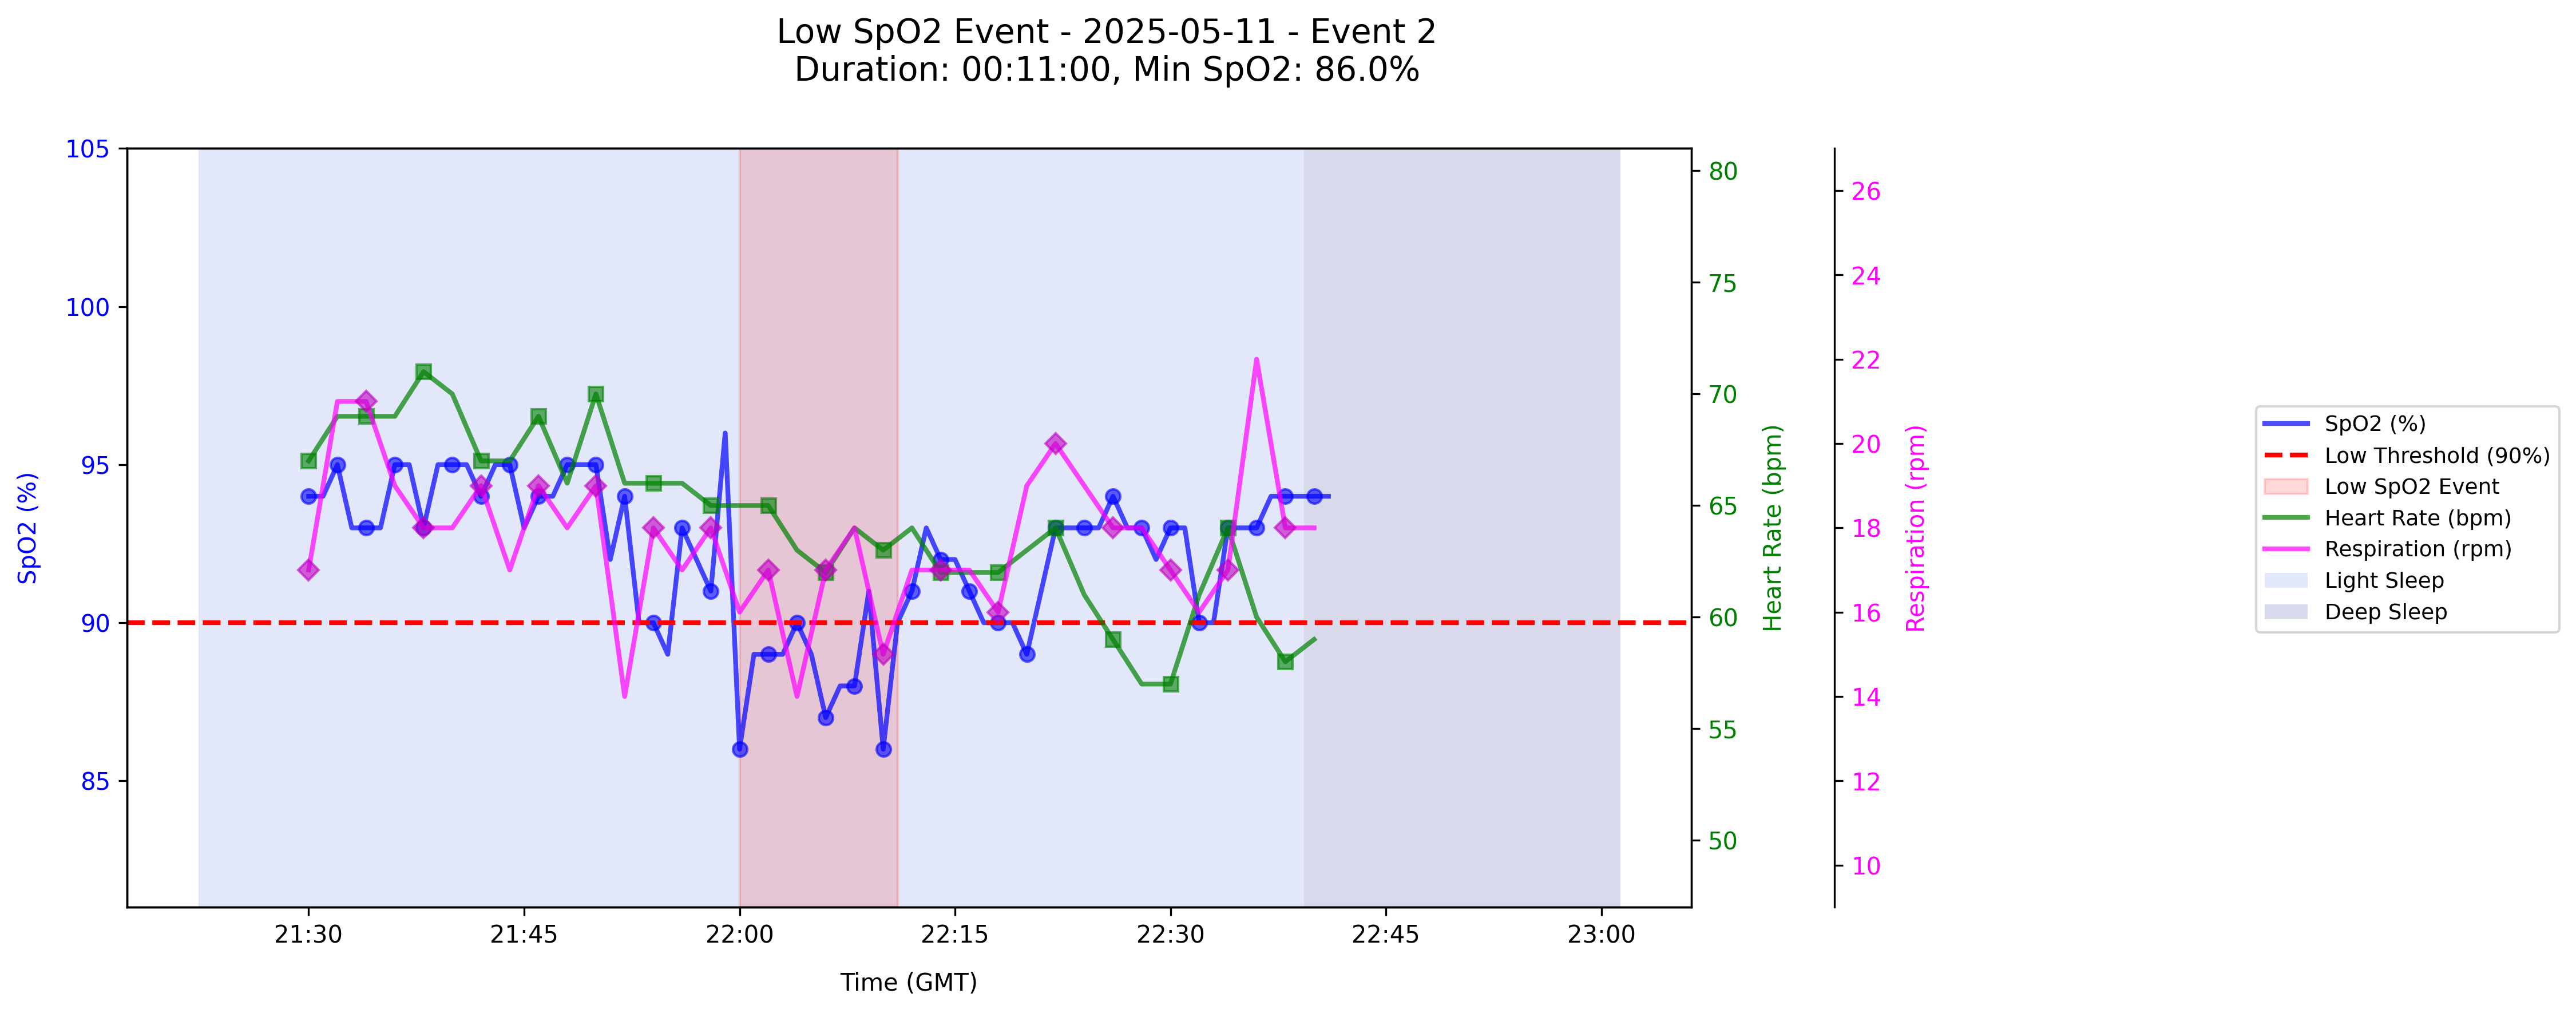 Low SpO2 Event - 2025-05-11 - Event 2
Duration: 00:11:00, Min SpO2: 86.0%
105
100
95
90
85
SpO2 (%)
80
75
70
65
60
55
50
Heart Rate (bpm)
26
24
22
20
18
16
14
12
10
Respiration (rpm)
21:30
21:45
22:00
22:15
22:30
22:45
23:00
Time (GMT)
SpO2 (%)
Low Threshold (90%)
Low SpO2 Event
Heart Rate (bpm)
Respiration (rpm)
Light Sleep
Deep Sleep